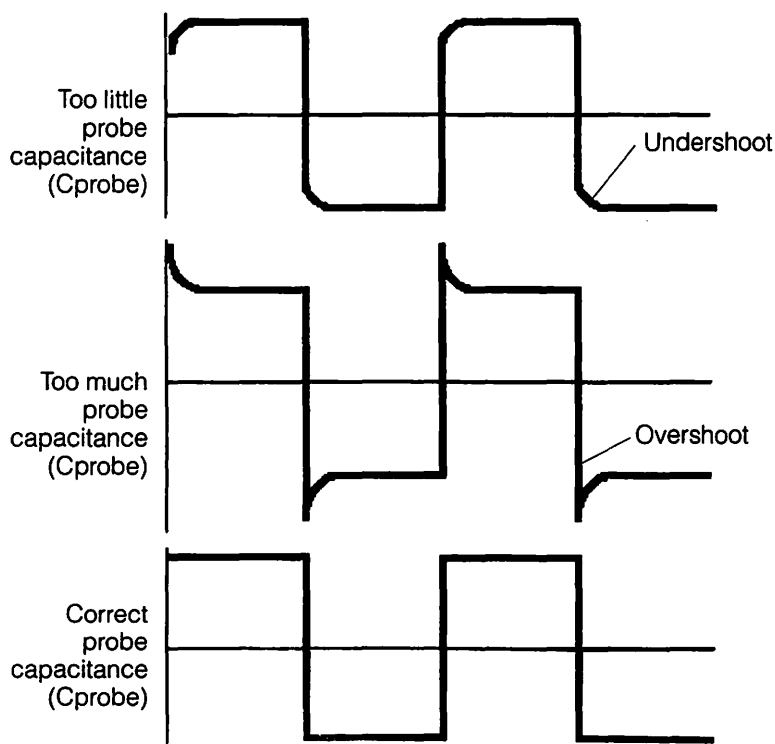 Too little
probe
capacitance
(Cprobe)
Undershoot
Too much
probe
capacitance
(Cprobe)
Overshoot
Correct
probe
capacitance
(Cprobe)